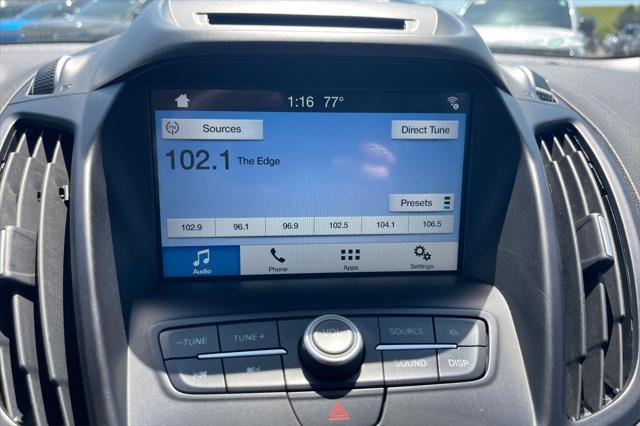 1:16 77°
FM Sources
Direct Tune
102.1 The Edge
Presets
102.9 96.1 96.9 102.5 104.1 106.5
Audio Phone Apps Settings
−TUNE TUNE+ VOL SOURCE
SOUND DISP